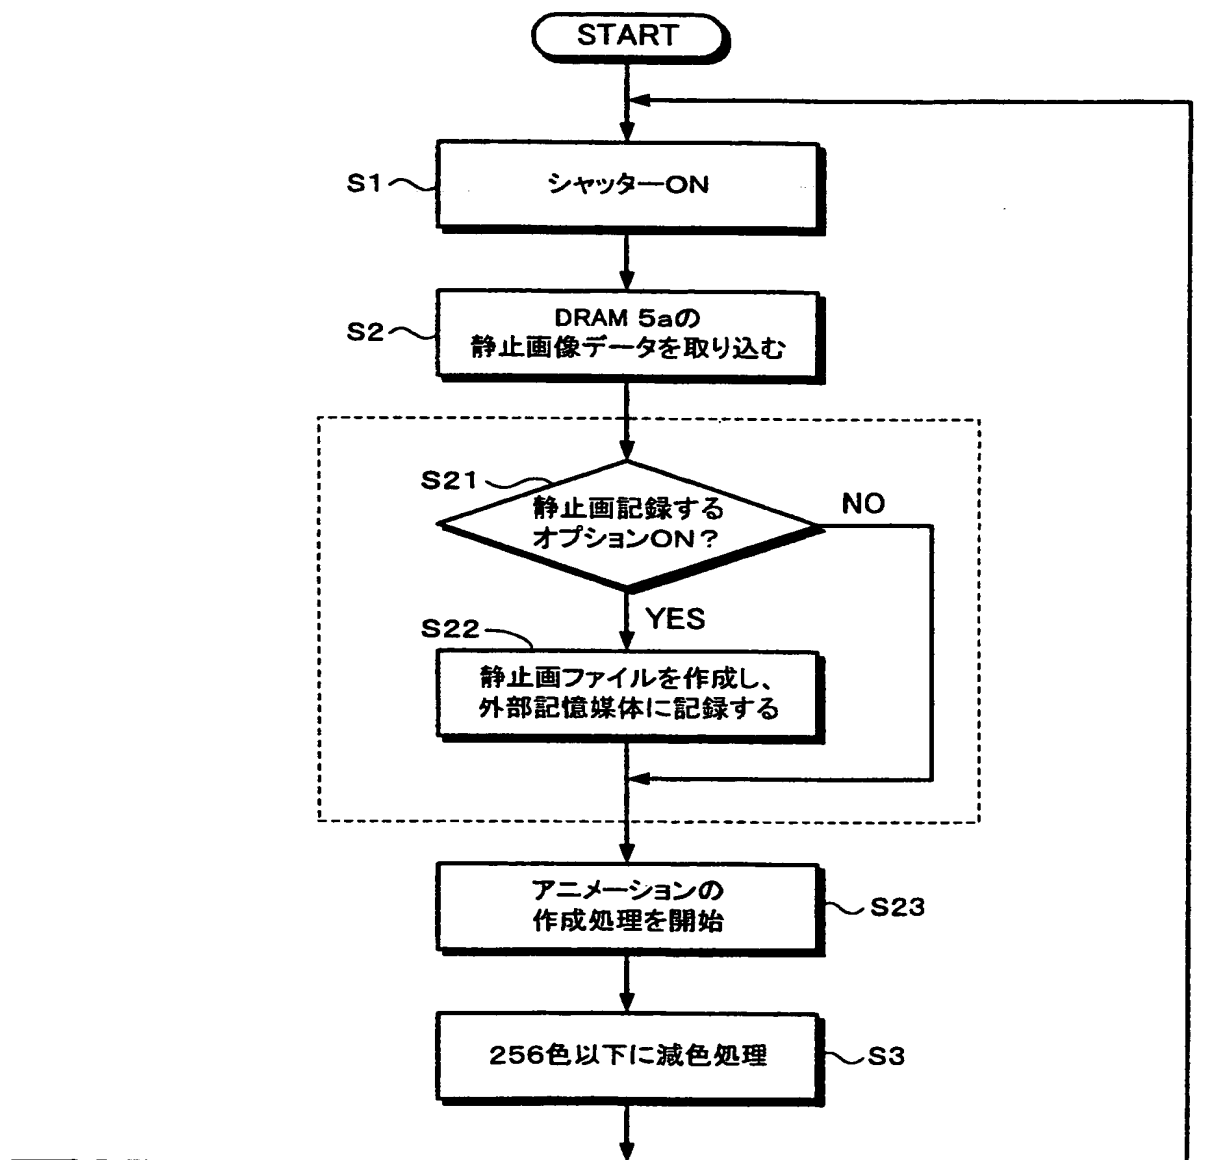 START
S1
シャッターON
S2
DRAM 5aの
静止画像データを取り込む
S21
静止画記録する
オプションON?
NO
YES
S22
静止画ファイルを作成し、
外部記憶媒体に記録する
アニメーションの
作成処理を開始
S23
256色以下に減色処理
S3